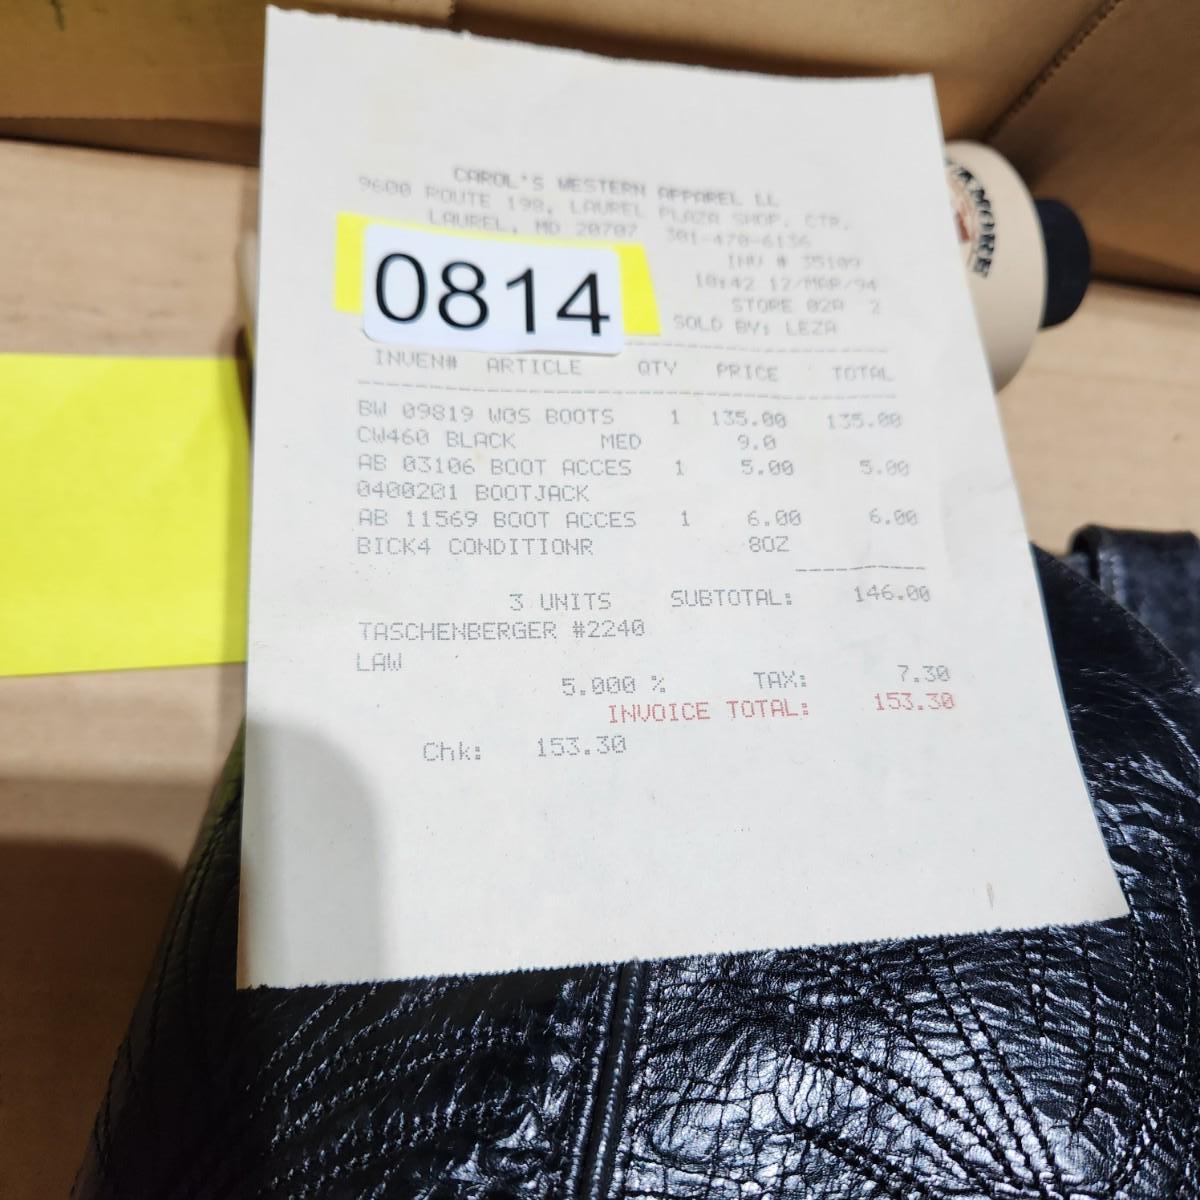 CAROL'S WESTERN APPAREL LL
9600 ROUTE 198, LAUREL PLAZA SHOP. CTR.
LAUREL, MD 20707 301-470-6136
INV # 35109
10:42 12/MAR/94
STORE 02A 2
SOLD BY: LEZA
0814
INVEN# ARTICLE QTY PRICE TOTAL
BW 09819 WOS BOOTS 1 135.00 135.00
CW460 BLACK MED 9.0
AB 03106 BOOT ACCES 1 5.00 5.00
0400201 BOOTJACK
AB 11569 BOOT ACCES 1 6.00 6.00
BICK4 CONDITIONR 8OZ
3 UNITS SUBTOTAL: 146.00
TASCHENBERGER #2240
LAW
5.000 % TAX: 7.30
INVOICE TOTAL: 153.30
Chk: 153.30